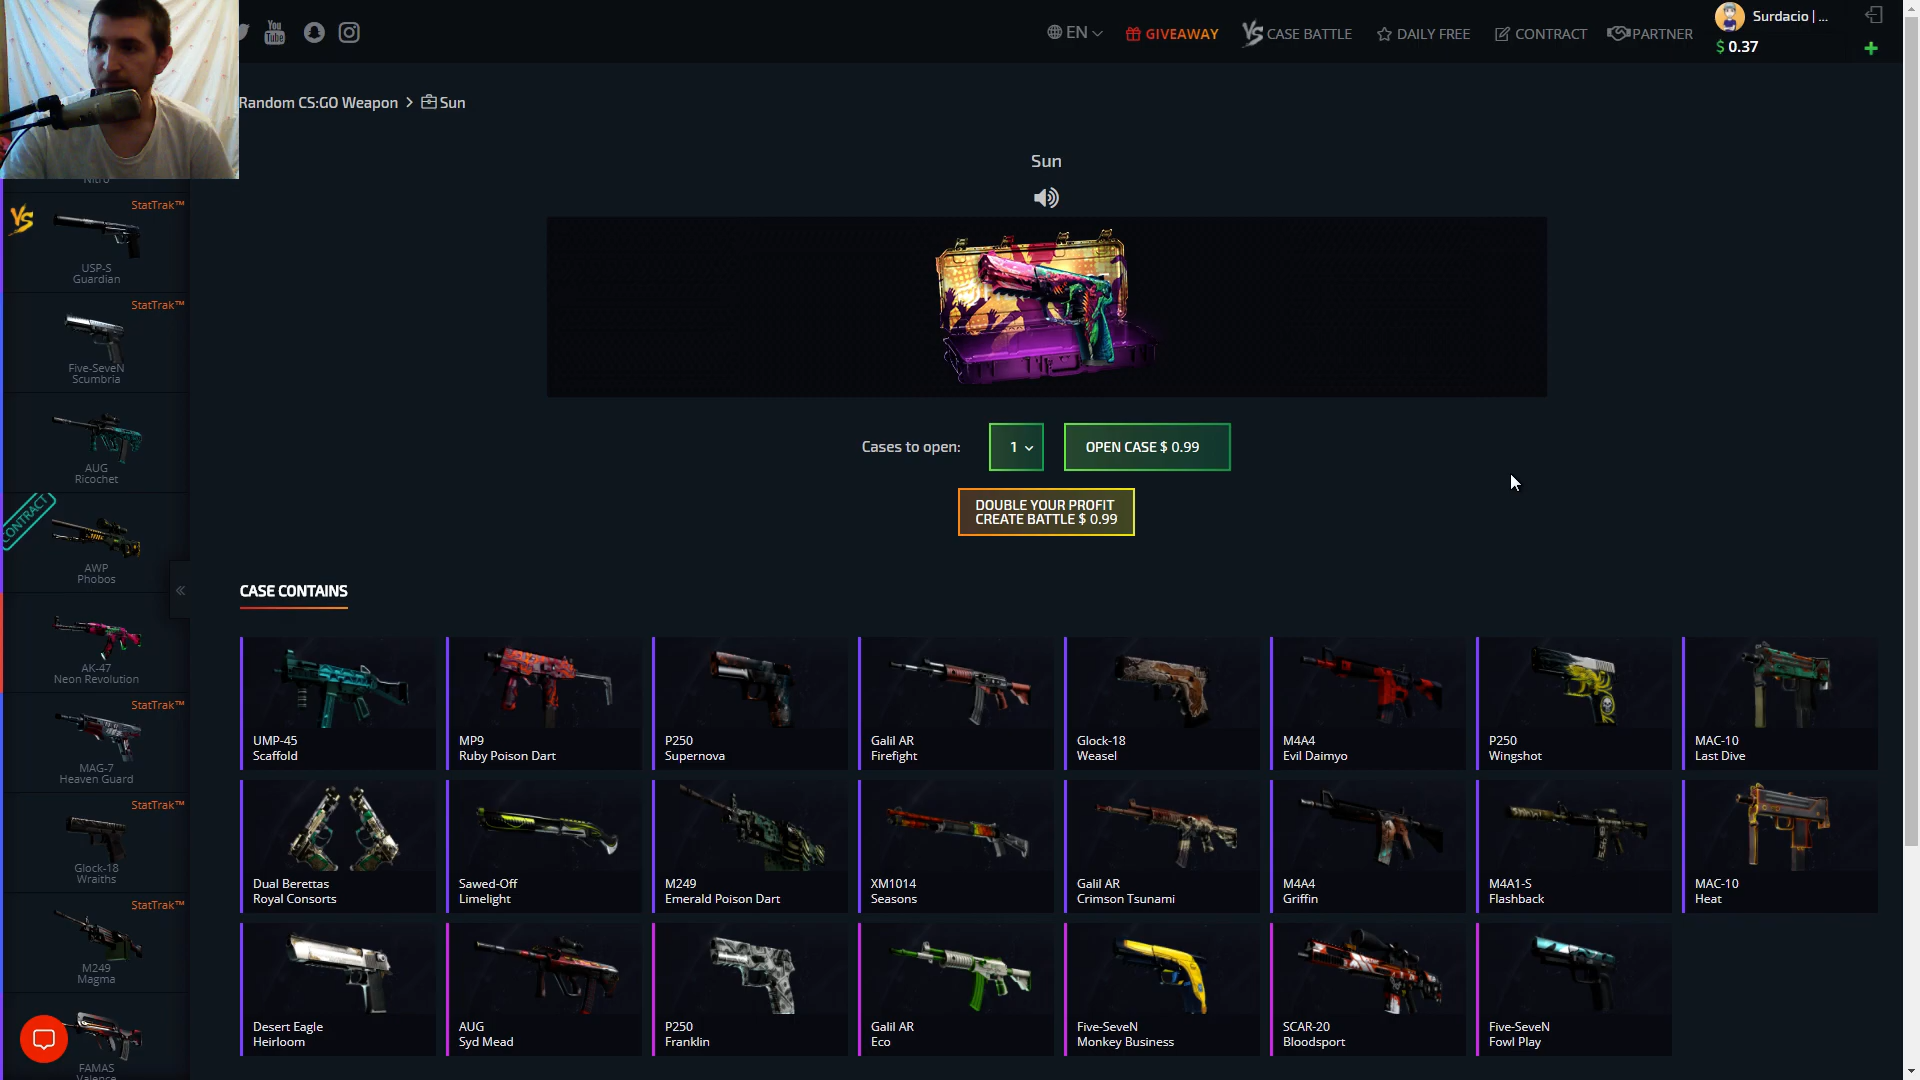 You
Tube
EN
GIVEAWAY
VS CASE BATTLE
DAILY FREE
CONTRACT
PARTNER
Surdacio | ...
$ 0.37
Random CS:GO Weapon > Sun
Sun
Cases to open:
1
OPEN CASE $ 0.99
DOUBLE YOUR PROFIT
CREATE BATTLE $ 0.99
CASE CONTAINS
UMP-45
Scaffold
MP9
Ruby Poison Dart
P250
Supernova
Galil AR
Firefight
Glock-18
Weasel
M4A4
Evil Daimyo
P250
Wingshot
MAC-10
Last Dive
Dual Berettas
Royal Consorts
Sawed-Off
Limelight
M249
Emerald Poison Dart
XM1014
Seasons
Galil AR
Crimson Tsunami
M4A4
Griffin
M4A1-S
Flashback
MAC-10
Heat
Desert Eagle
Heirloom
AUG
Syd Mead
P250
Franklin
Galil AR
Eco
Five-SeveN
Monkey Business
SCAR-20
Bloodsport
Five-SeveN
Fowl Play
Nitro
StatTrak™
VS
USP-S
Guardian
StatTrak™
Five-SeveN
Scumbria
AUG
Ricochet
CONTRACT
AWP
Phobos
AK-47
Neon Revolution
StatTrak™
MAG-7
Heaven Guard
StatTrak™
Glock-18
Wraiths
StatTrak™
M249
Magma
FAMAS
Valence